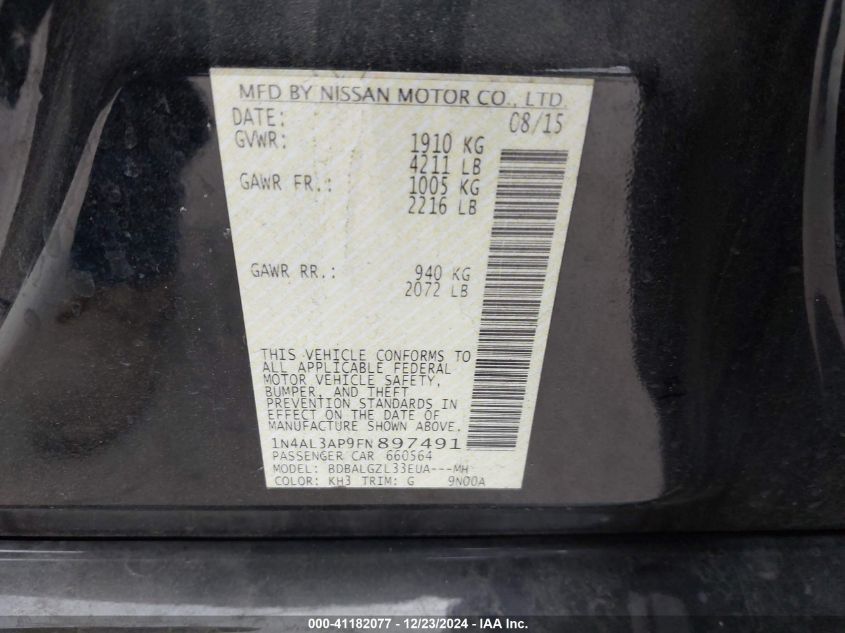 MFD BY NISSAN MOTOR CO., LTD.
DATE: 08/15
GVWR: 1910 KG
4211 LB
GAWR FR.: 1005 KG
2216 LB
GAWR RR.: 940 KG
2072 LB
THIS VEHICLE CONFORMS TO
ALL APPLICABLE FEDERAL
MOTOR VEHICLE SAFETY,
BUMPER, AND THEFT
PREVENTION STANDARDS IN
EFFECT ON THE DATE OF
MANUFACTURE SHOWN ABOVE.
1N4AL3AP9FN897491
PASSENGER CAR 660564
MODEL: BDBALGZL33EUA---MH
COLOR: KH3 TRIM: G 9N00A
000-41182077 - 12/23/2024 - IAA Inc.